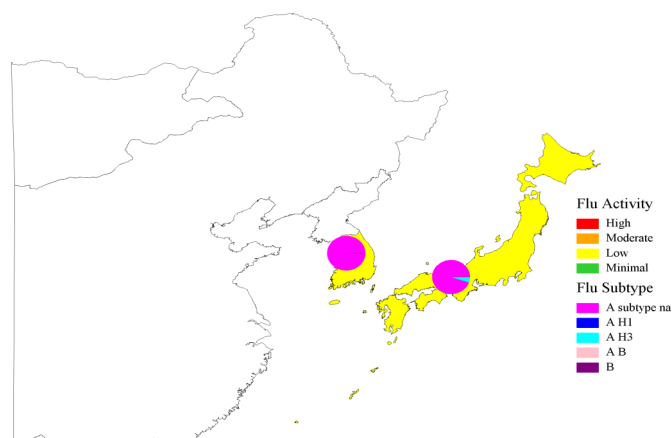 Flu Activity
High
Moderate
Low
Minimal
Flu Subtype
A subtype na
A H1
A H3
A B
B